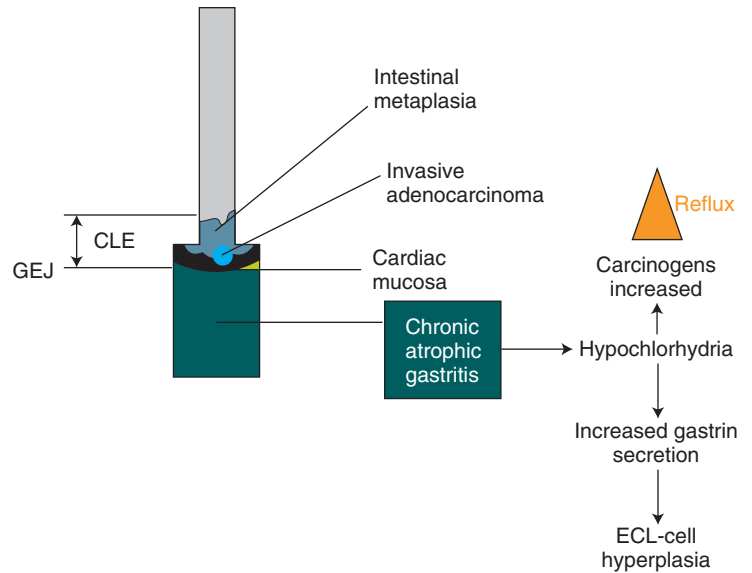 Intestinal
metaplasia
Invasive
adenocarcinoma
CLE
GEJ
Cardiac
mucosa
Chronic
atrophic
gastritis
Reflux
Carcinogens
increased
Hypochlorhydria
Increased gastrin
secretion
ECL-cell
hyperplasia